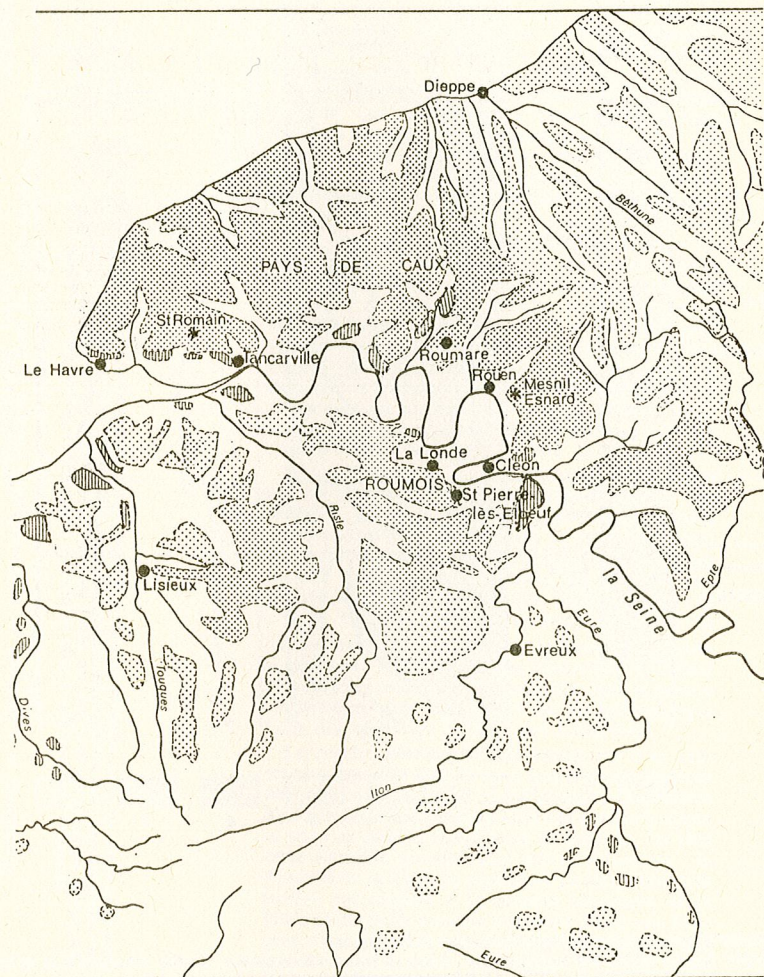 Dieppe
Béthune
PAYS DE CAUX
St Romain
Le Havre
Tancarville
Roumare
Rouen
Mesnil
Esnard
La Londe
Cléon
ROUMOIS
St Pierre-
lès-Elbeuf
Risle
Lisieux
la Seine
Epte
Eure
Evreux
Touques
Dives
Iton
Eure